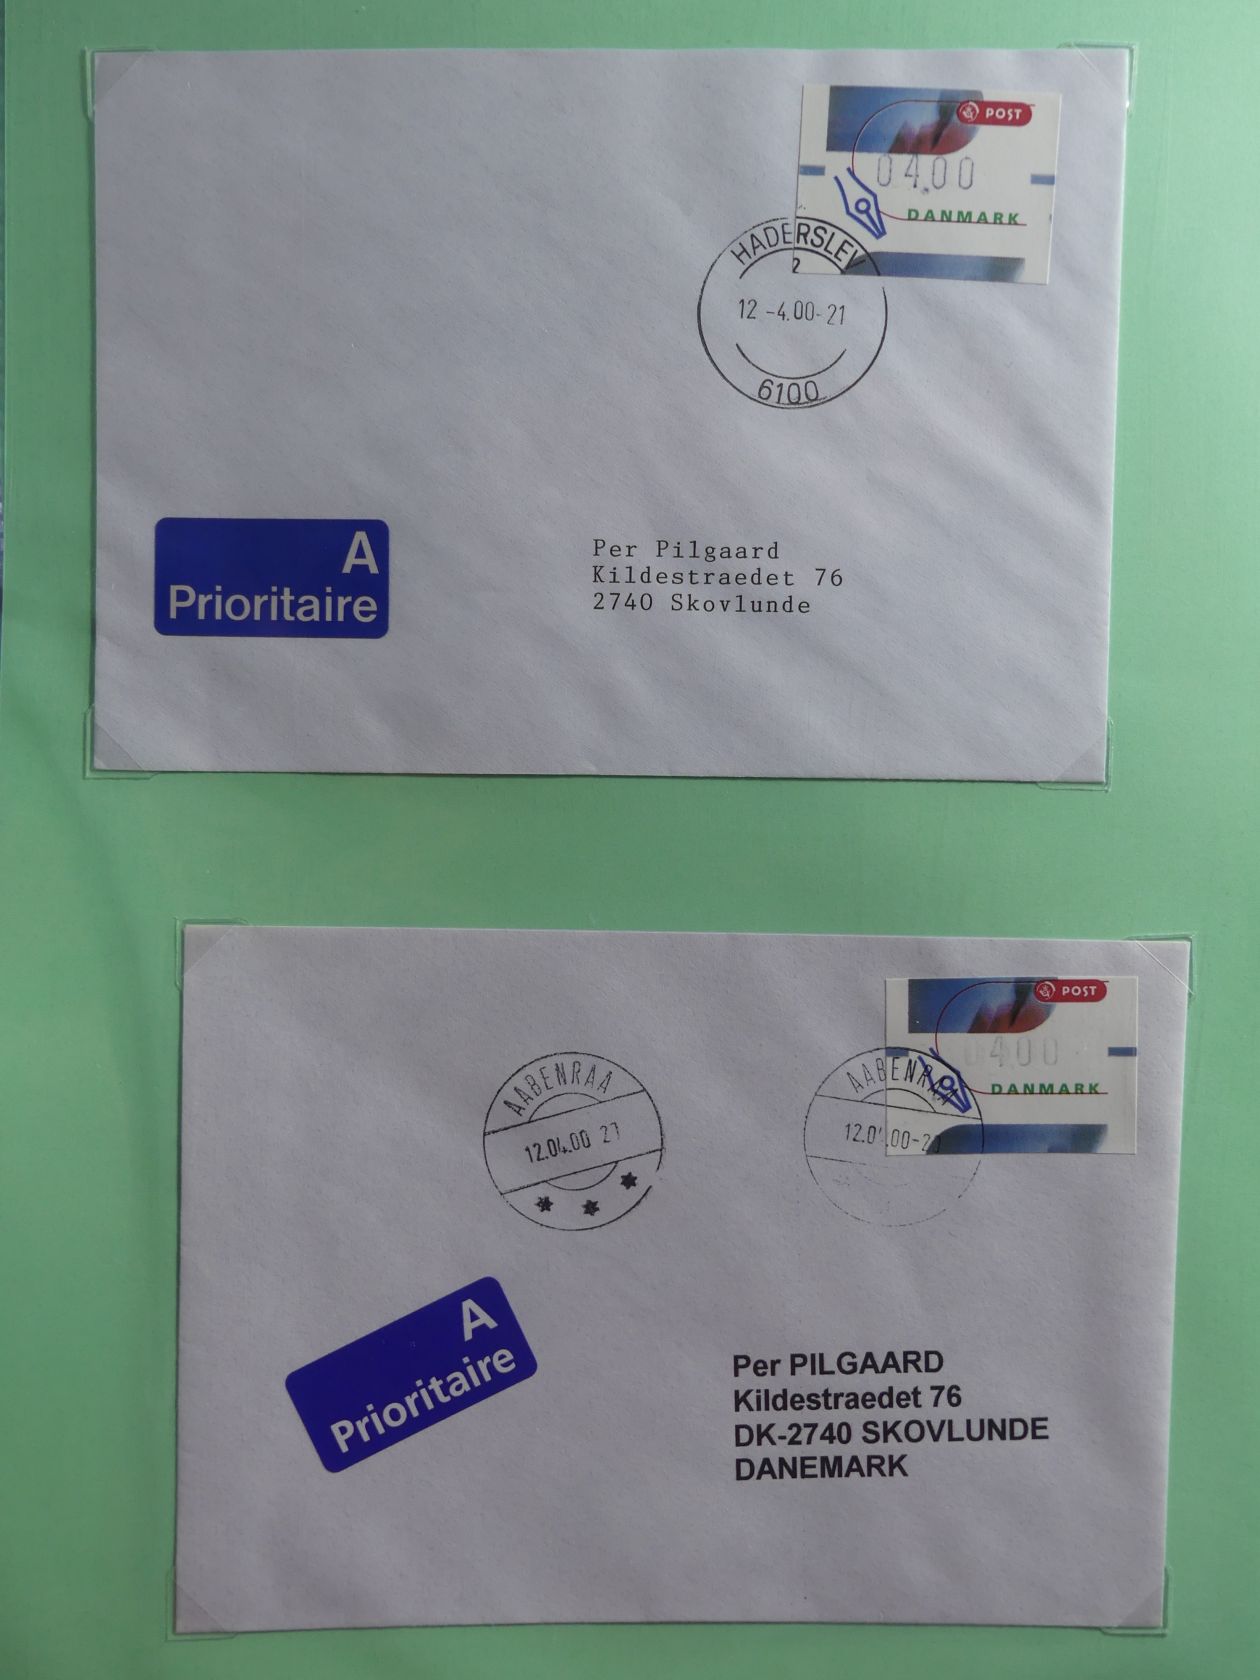 POST
04.00
DANMARK
HADERSLEV
2
12 -4.00-21
6100
A
Prioritaire
Per Pilgaard
Kildestraedet 76
2740 Skovlunde
POST
0400
DANMARK
AABENRAA
12.04.00 21
AABENRAA
A
Prioritaire
Per PILGAARD
Kildestraedet 76
DK-2740 SKOVLUNDE
DANEMARK